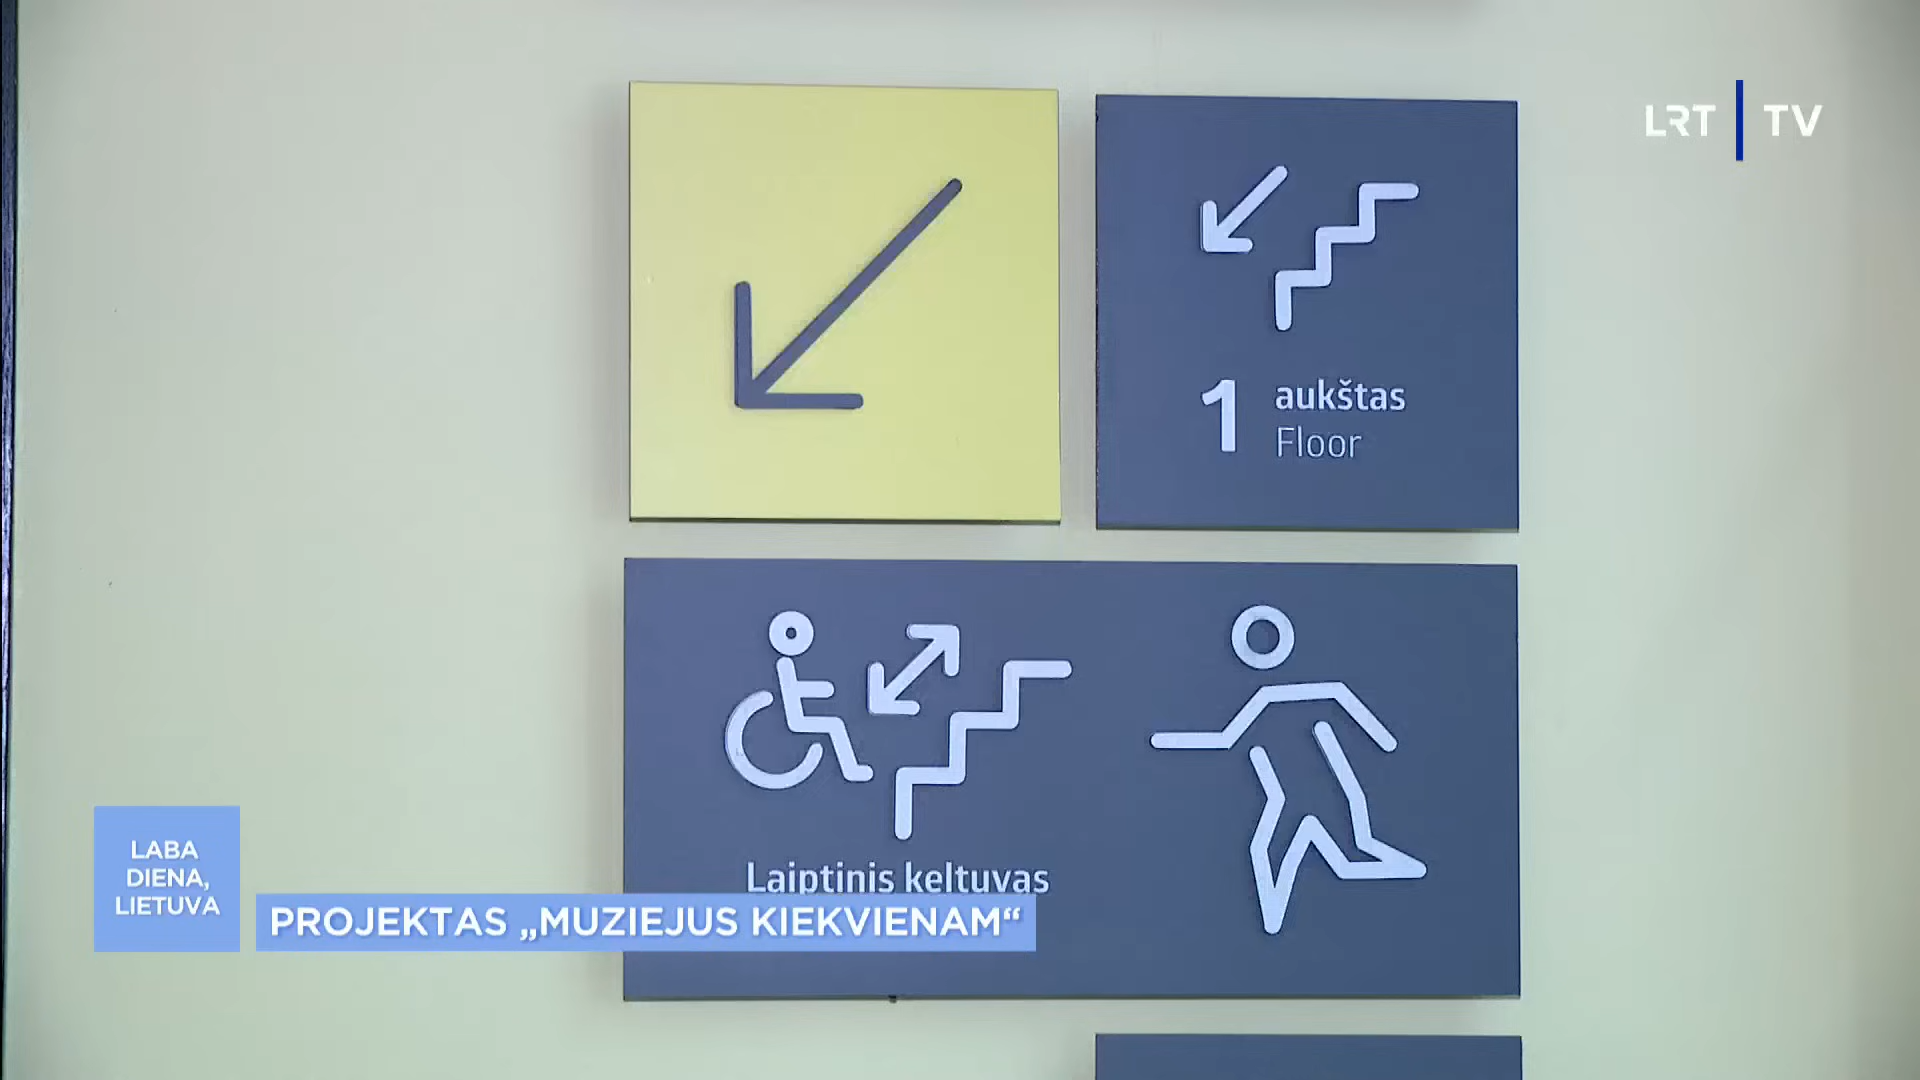 LRT TV
1 aukštas
Floor
Laiptinis keltuvas
LABA
DIENA,
LIETUVA
PROJEKTAS „MUZIEJUS KIEKVIENAM“